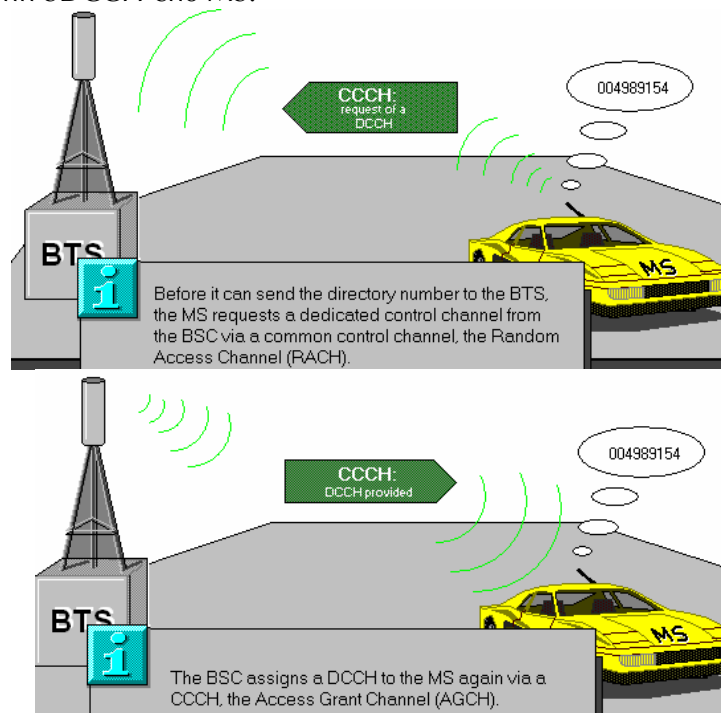 CCCH:
request of a
DCCH
004989154
BTS
MS
i
Before it can send the directory number to the BTS,
the MS requests a dedicated control channel from
the BSC via a common control channel, the Random
Access Channel (RACH).
CCCH:
DCCH provided
004989154
BTS
MS
i
The BSC assigns a DCCH to the MS again via a
CCCH, the Access Grant Channel (AGCH).